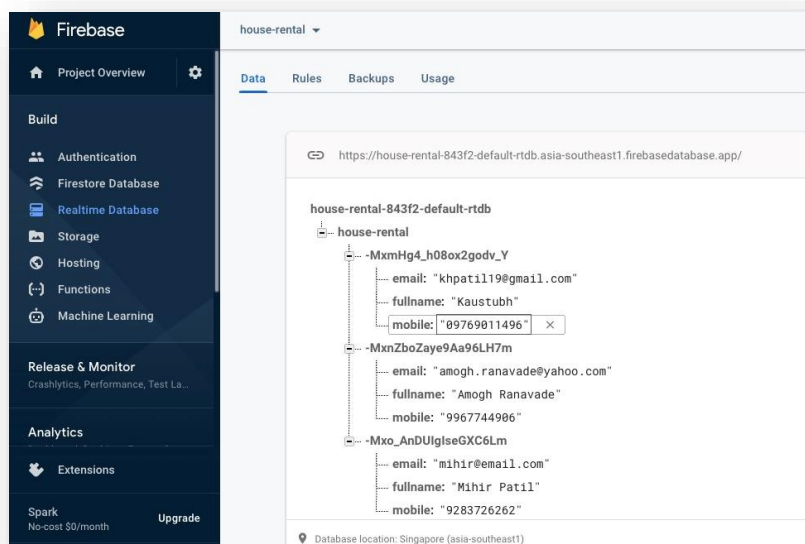 Firebase
house-rental
Project Overview
Data Rules Backups Usage
Build
Authentication
Firestore Database
Realtime Database
Storage
Hosting
Functions
Machine Learning
Release & Monitor
Crashlytics, Performance, Test La...
Analytics
Extensions
Spark
No-cost $0/month
Upgrade
https://house-rental-843f2-default-rtdb.asia-southeast1.firebasedatabase.app/
house-rental-843f2-default-rtdb
house-rental
-MxmHg4_h08ox2godv_Y
email: "khpatil19@gmail.com"
fullname: "Kaustubh"
mobile: "09769011496"
-MxnZboZaye9Aa96LH7m
email: "amogh.ranavade@yahoo.com"
fullname: "Amogh Ranavade"
mobile: "9967744906"
-Mxo_AnDUIgIseGXC6Lm
email: "mihir@email.com"
fullname: "Mihir Patil"
mobile: "9283726262"
Database location: Singapore (asia-southeast1)